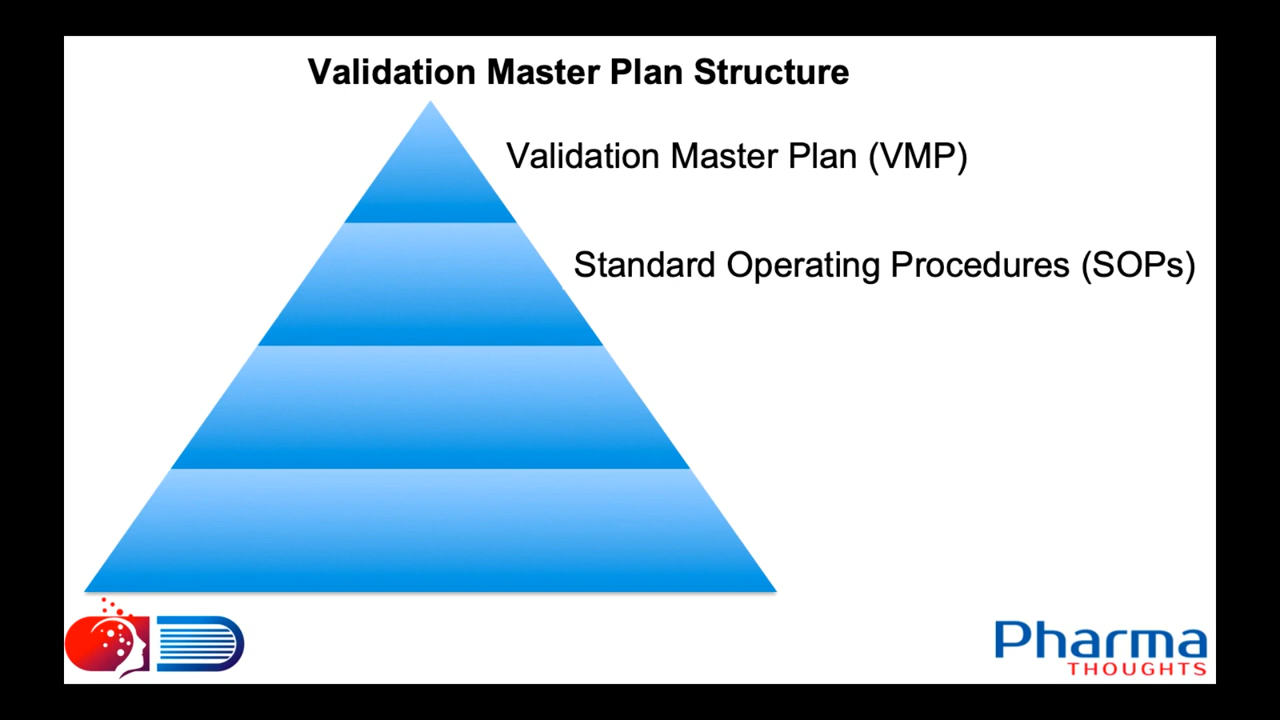 Validation Master Plan Structure
Validation Master Plan (VMP)
Standard Operating Procedures (SOPs)
Pharma
THOUGHTS